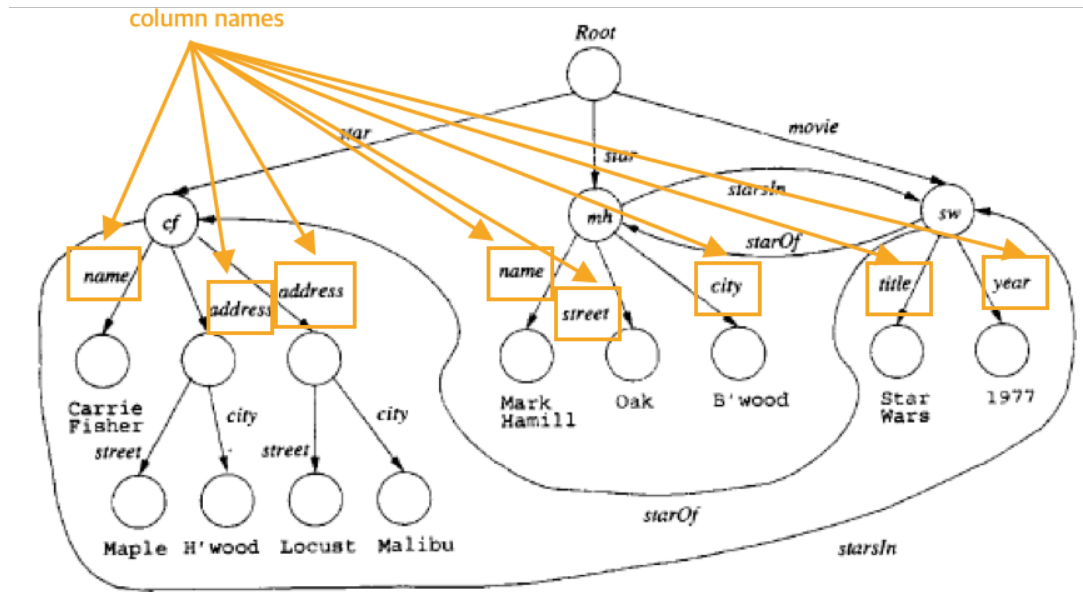 column names
Root
star
star
movie
starsIn
starOf
cf
mh
sw
name
address
address
name
street
city
title
year
Carrie
Fisher
Mark
Hamill
Oak
B'wood
Star
Wars
1977
street
city
street
city
Maple
H'wood
Locust
Malibu
starOf
starsIn